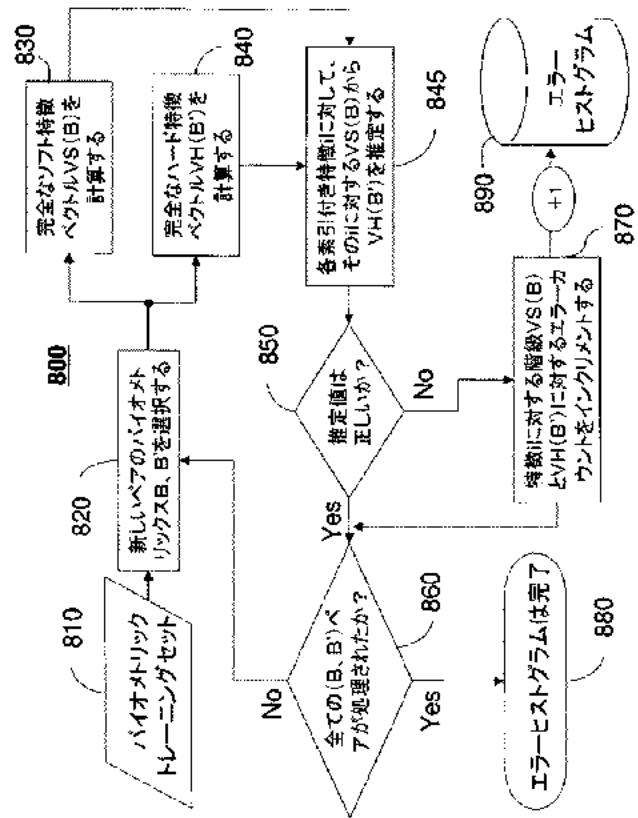 800
810
バイオメトリック
トレーニングセット
820
新しいペアのバイオメト
リックスB、B'を選択する
830
完全なソフト特徴
ベクトルVS(B)を
計算する
840
完全なハード特徴
ベクトルVH(B')を
計算する
845
各索引付き特徴iに対して、
そのiに対するVS(B)から
VH(B')を推定する
850
推定値は
正しいか？
Yes
No
860
全ての(B、B')ペ
アが処理されたか？
No
Yes
870
特徴iに対する階級VS(B)
とVH(B')に対するエラーカ
ウントをインクリメントする
+1
890
エラー
ヒストグラム
エラーヒストグラムは完了
880